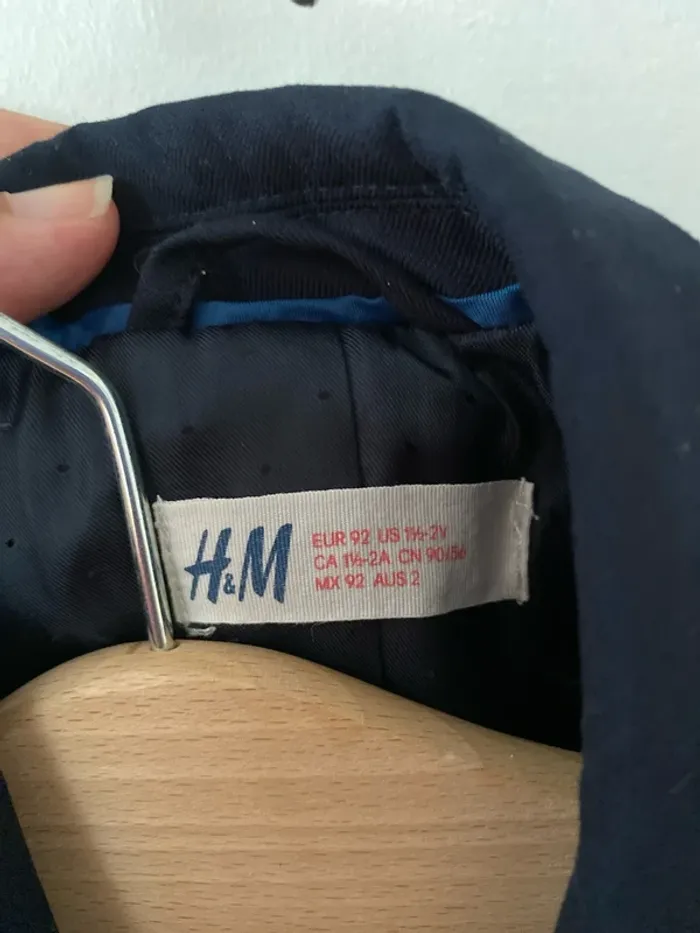 H&M
EUR 92 US 1½-2Y
CA 1½-2A CN 90/56
MX 92 AUS 2